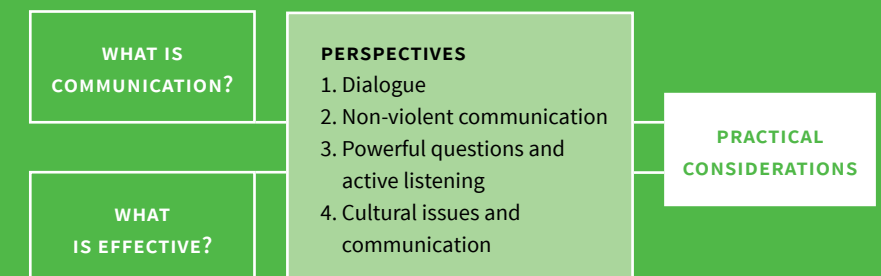 WHAT IS
COMMUNICATION?
WHAT
IS EFFECTIVE?
PERSPECTIVES
1. Dialogue
2. Non-violent communication
3. Powerful questions and
active listening
4. Cultural issues and
communication
PRACTICAL
CONSIDERATIONS